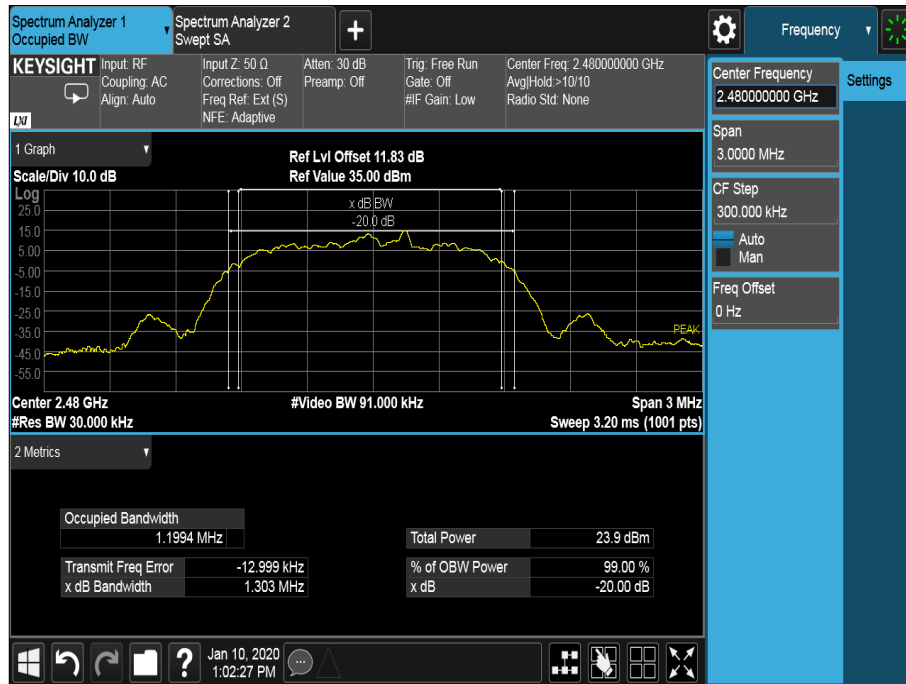 Spectrum Analyzer 1
Occupied BW
Spectrum Analyzer 2
Swept SA
Frequency
KEYSIGHT
LXI
Input: RF
Coupling: AC
Align: Auto
Input Z: 50 Ω
Corrections: Off
Freq Ref: Ext (S)
NFE: Adaptive
Atten: 30 dB
Preamp: Off
Trig: Free Run
Gate: Off
#IF Gain: Low
Center Freq: 2.480000000 GHz
Avg|Hold:>10/10
Radio Std: None
Center Frequency
2.480000000 GHz
Settings
Span
3.0000 MHz
CF Step
300.000 kHz
Auto
Man
Freq Offset
0 Hz
1 Graph
Scale/Div 10.0 dB
Ref Lvl Offset 11.83 dB
Ref Value 35.00 dBm
Log
25.0
15.0
5.00
-5.00
-15.0
-25.0
-35.0
-45.0
-55.0
x dB BW
-20.0 dB
PEAK
Center 2.48 GHz
#Video BW 91.000 kHz
Span 3 MHz
#Res BW 30.000 kHz
Sweep 3.20 ms (1001 pts)
2 Metrics
Occupied Bandwidth
1.1994 MHz
Total Power 23.9 dBm
Transmit Freq Error -12.999 kHz
% of OBW Power 99.00 %
x dB Bandwidth 1.303 MHz
x dB -20.00 dB
?
Jan 10, 2020
1:02:27 PM